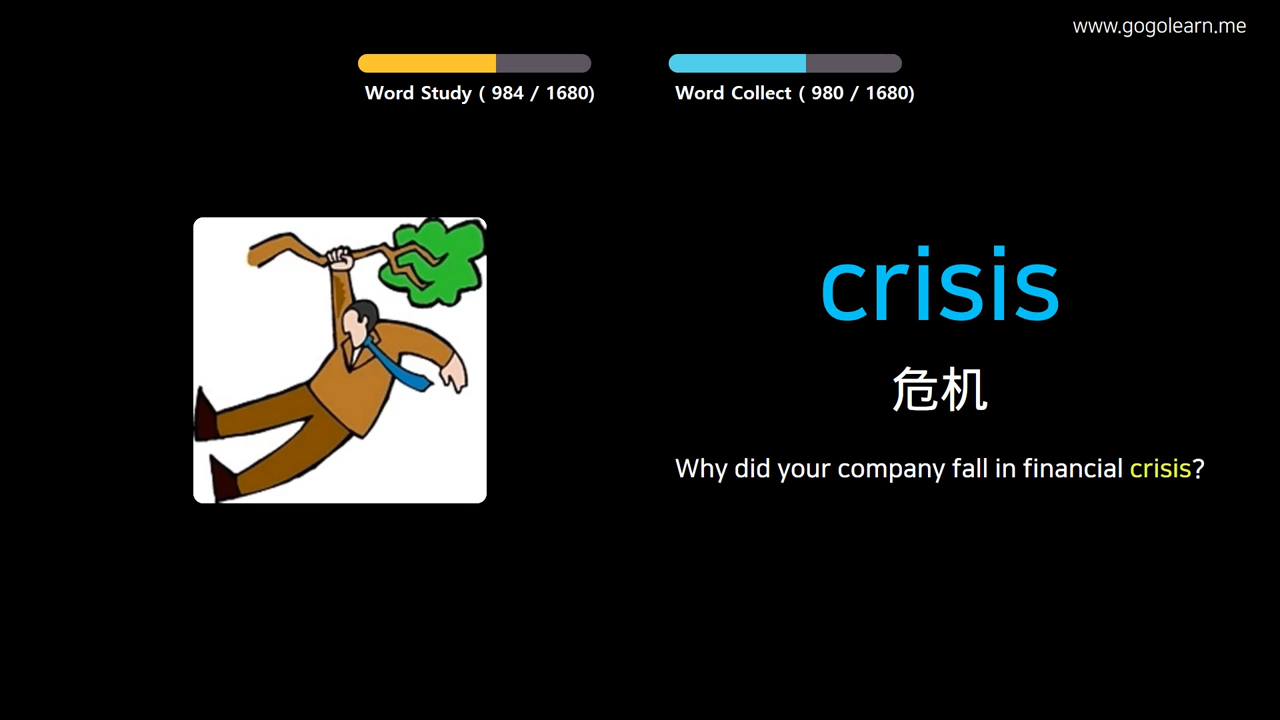 www.gogolearn.me
Word Study ( 984 / 1680)
Word Collect ( 980 / 1680)
crisis
危机
Why did your company fall in financial crisis?